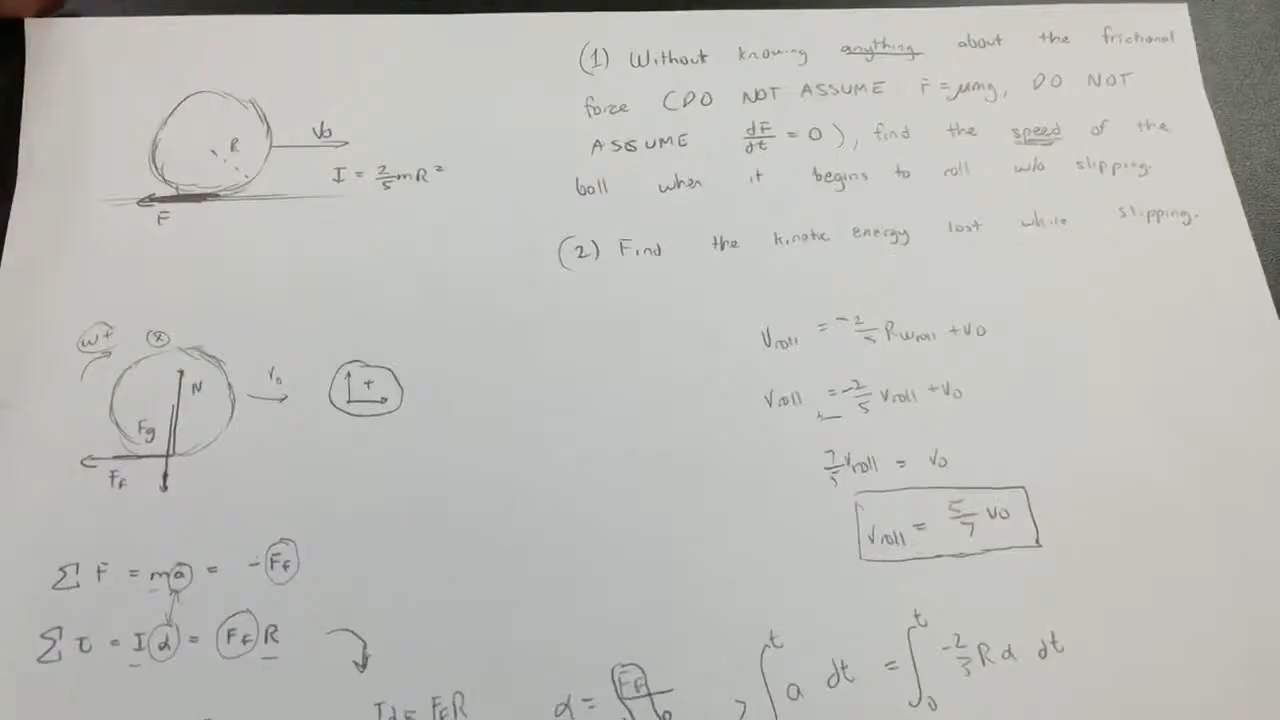 (1) Without knowing anything about the frictional
force (DO NOT ASSUME F = μmg, DO NOT
ASSUME dF/dt = 0), find the speed of the
ball when it begins to roll w/o slipping.
(2) Find the kinetic energy lost while slipping.
R
V0
I = 2/5 mR²
F
ω+
N
V0
+
Fg
Ff
Vroll = -2/5 Rωroll + V0
Vroll = -2/5 Vroll + V0
7/5 Vroll = V0
Vroll = 5/7 V0
∑ F = ma = -Ff
∑ τ = Iα = Ff R
Iα = FfR
α =
∫ᵗ a dt = ∫₀ᵗ -2/5 Rα dt